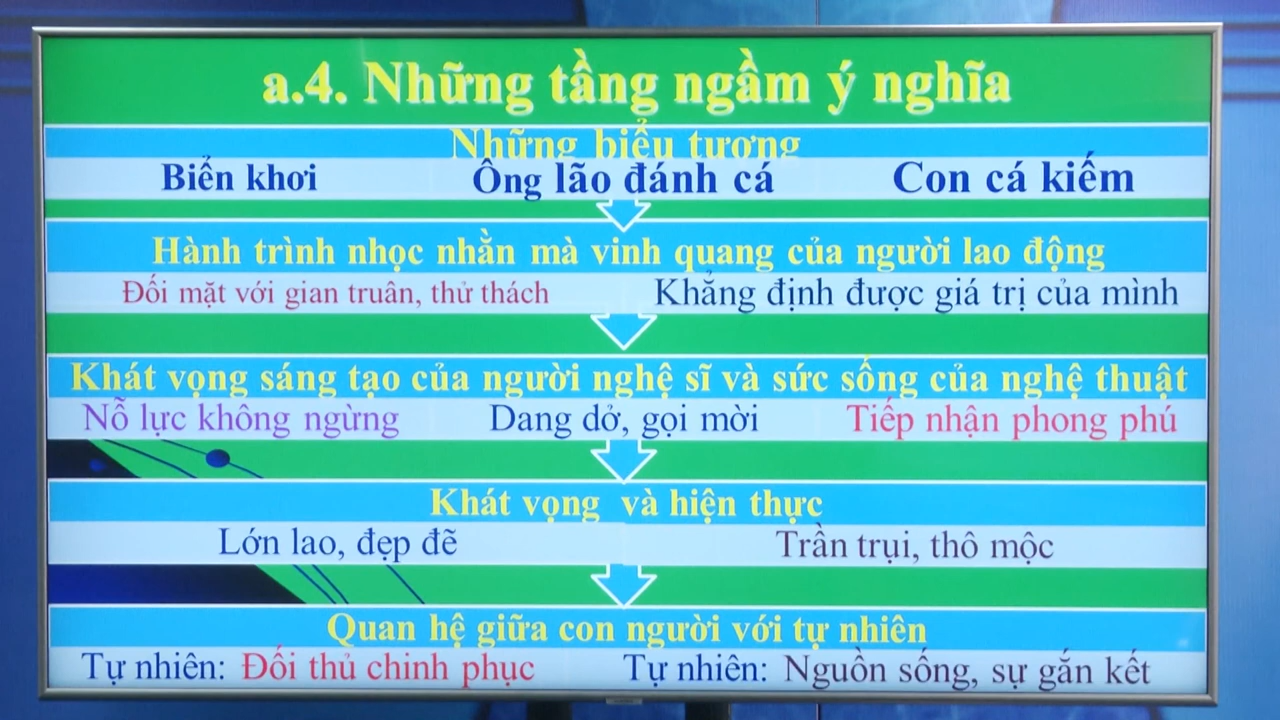 a.4. Những tầng ngầm ý nghĩa
Những biểu tượng
Biển khơi Ông lão đánh cá Con cá kiếm
Hành trình nhọc nhằn mà vinh quang của người lao động
Đối mặt với gian truân, thử thách Khẳng định được giá trị của mình
Khát vọng sáng tạo của người nghệ sĩ và sức sống của nghệ thuật
Nỗ lực không ngừng Dang dở, gọi mời Tiếp nhận phong phú
Khát vọng và hiện thực
Lớn lao, đẹp đẽ Trần trụi, thô mộc
Quan hệ giữa con người với tự nhiên
Tự nhiên: Đối thủ chinh phục Tự nhiên: Nguồn sống, sự gắn kết